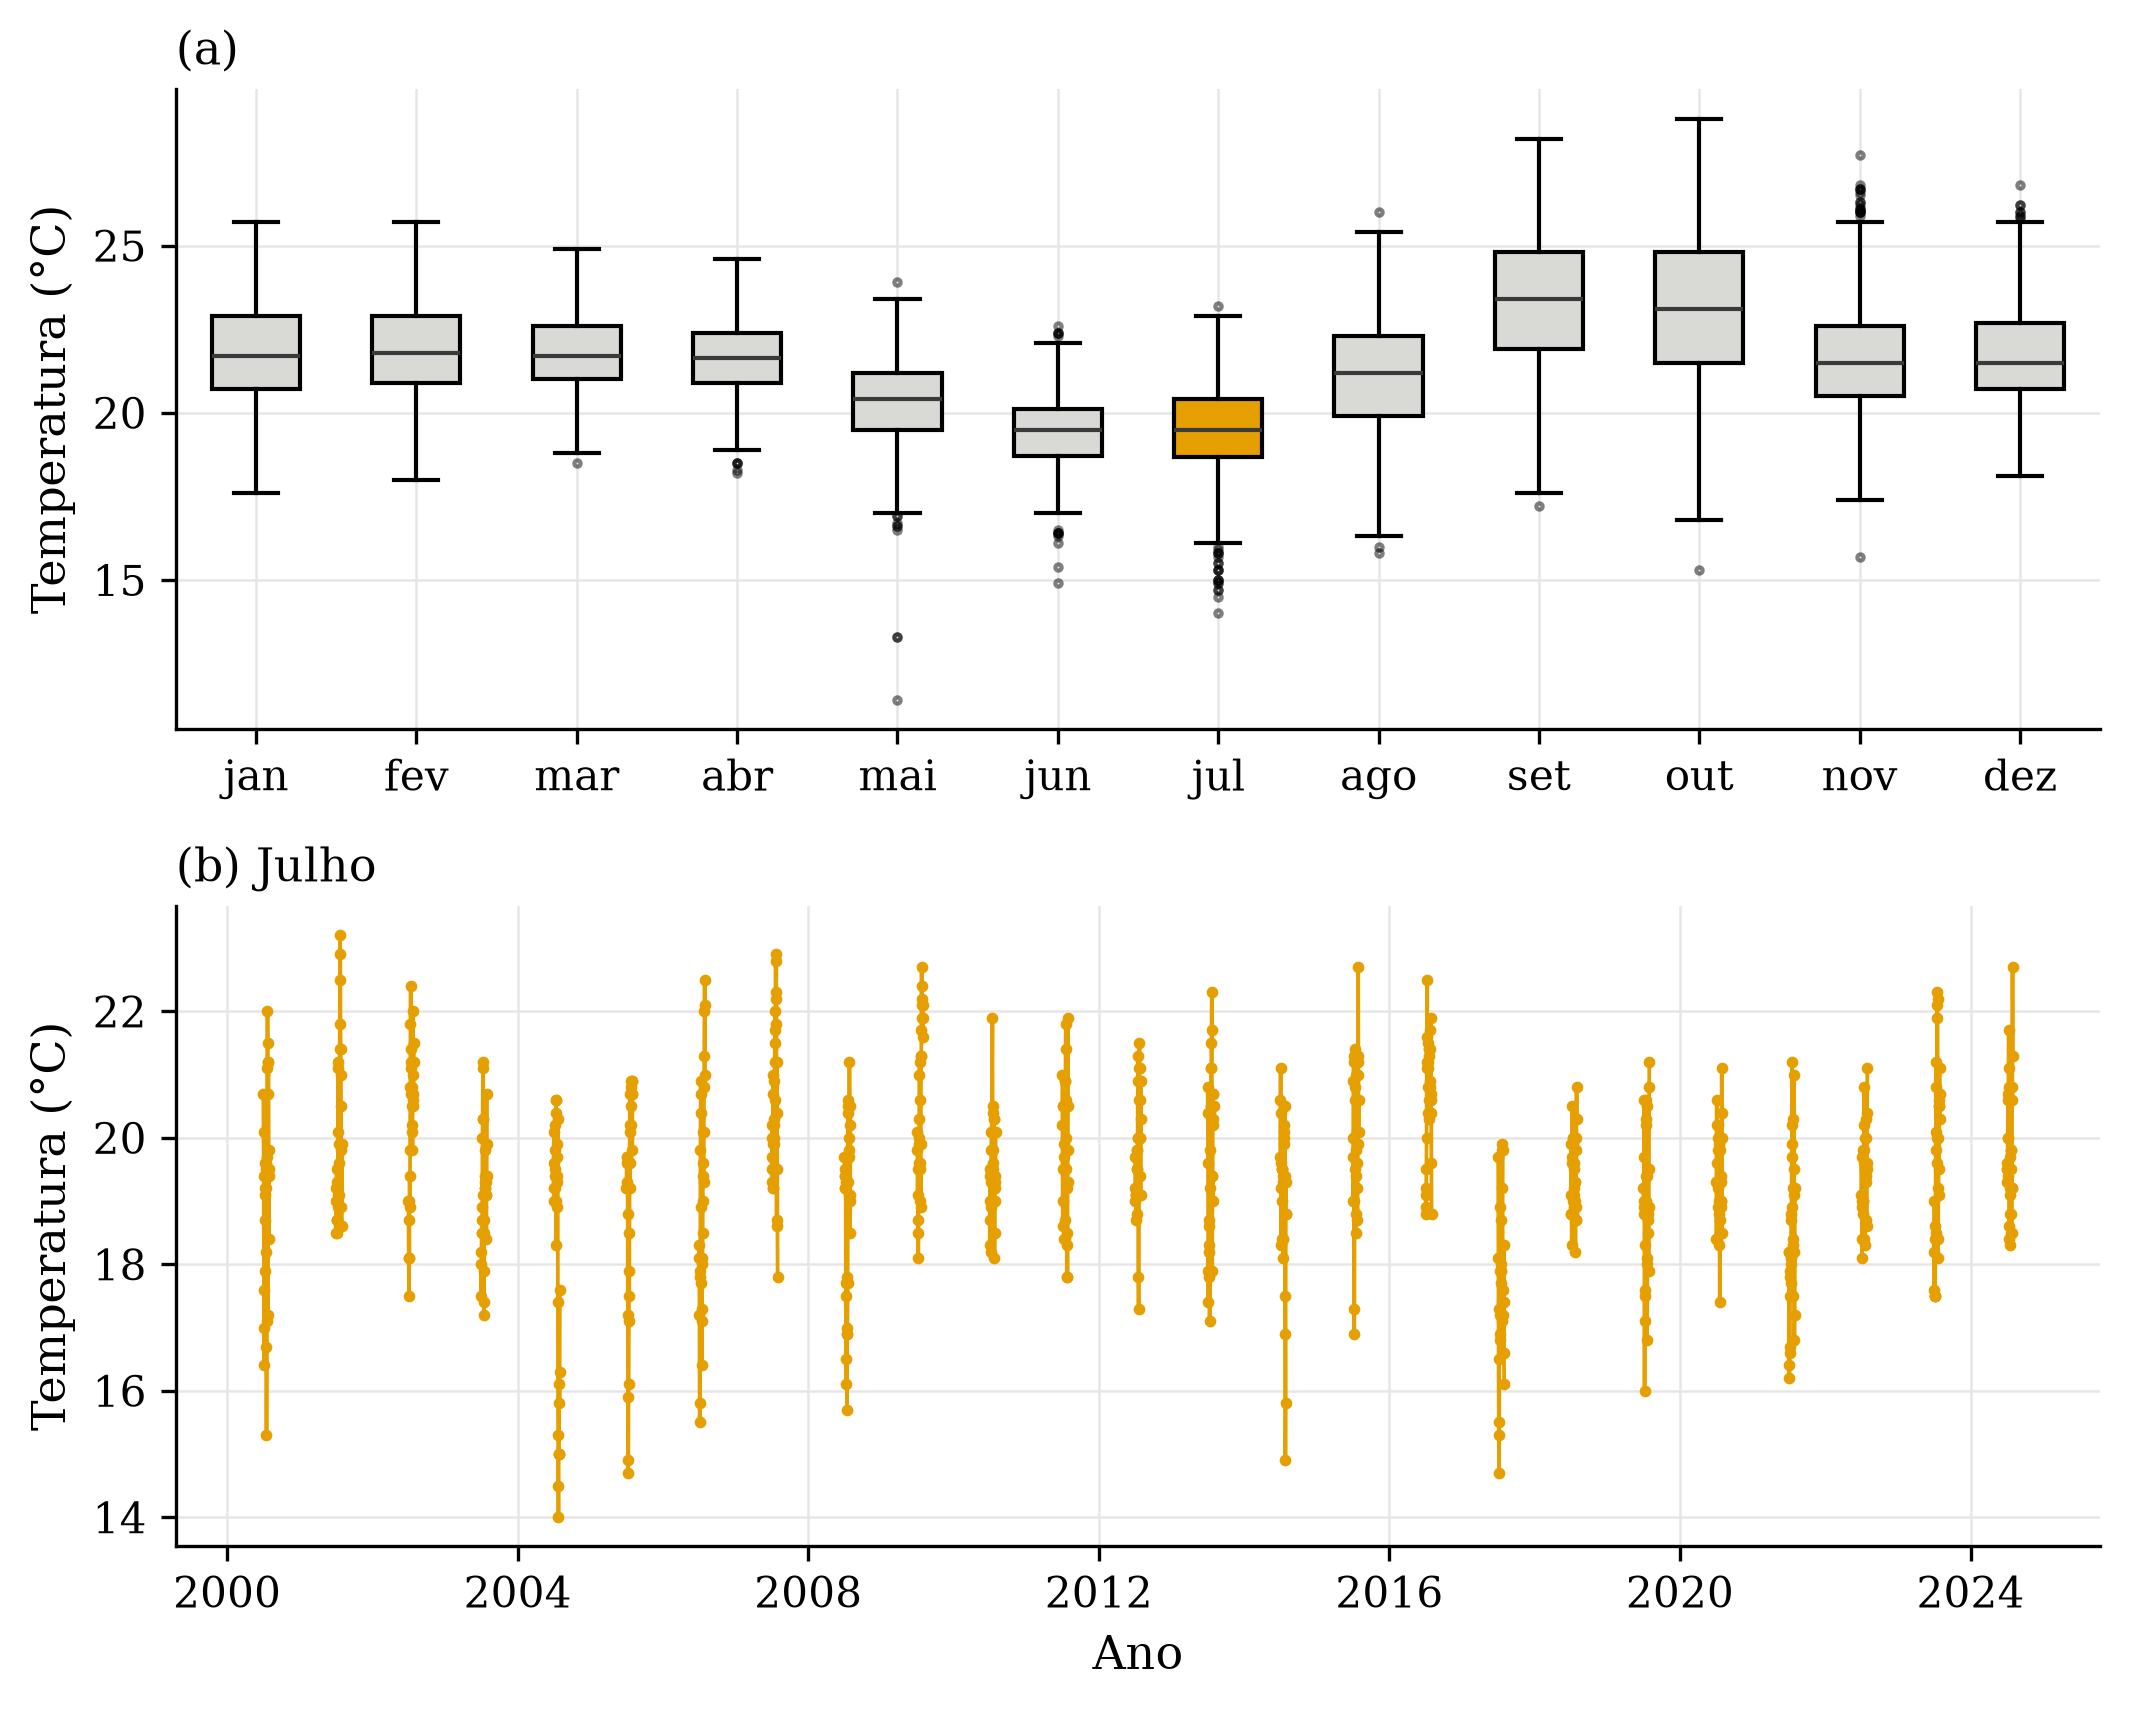 (a)
Temperatura (°C)
25
20
15
jan fev mar abr mai jun jul ago set out nov dez
(b) Julho
Temperatura (°C)
22
20
18
16
14
2000 2004 2008 2012 2016 2020 2024
Ano